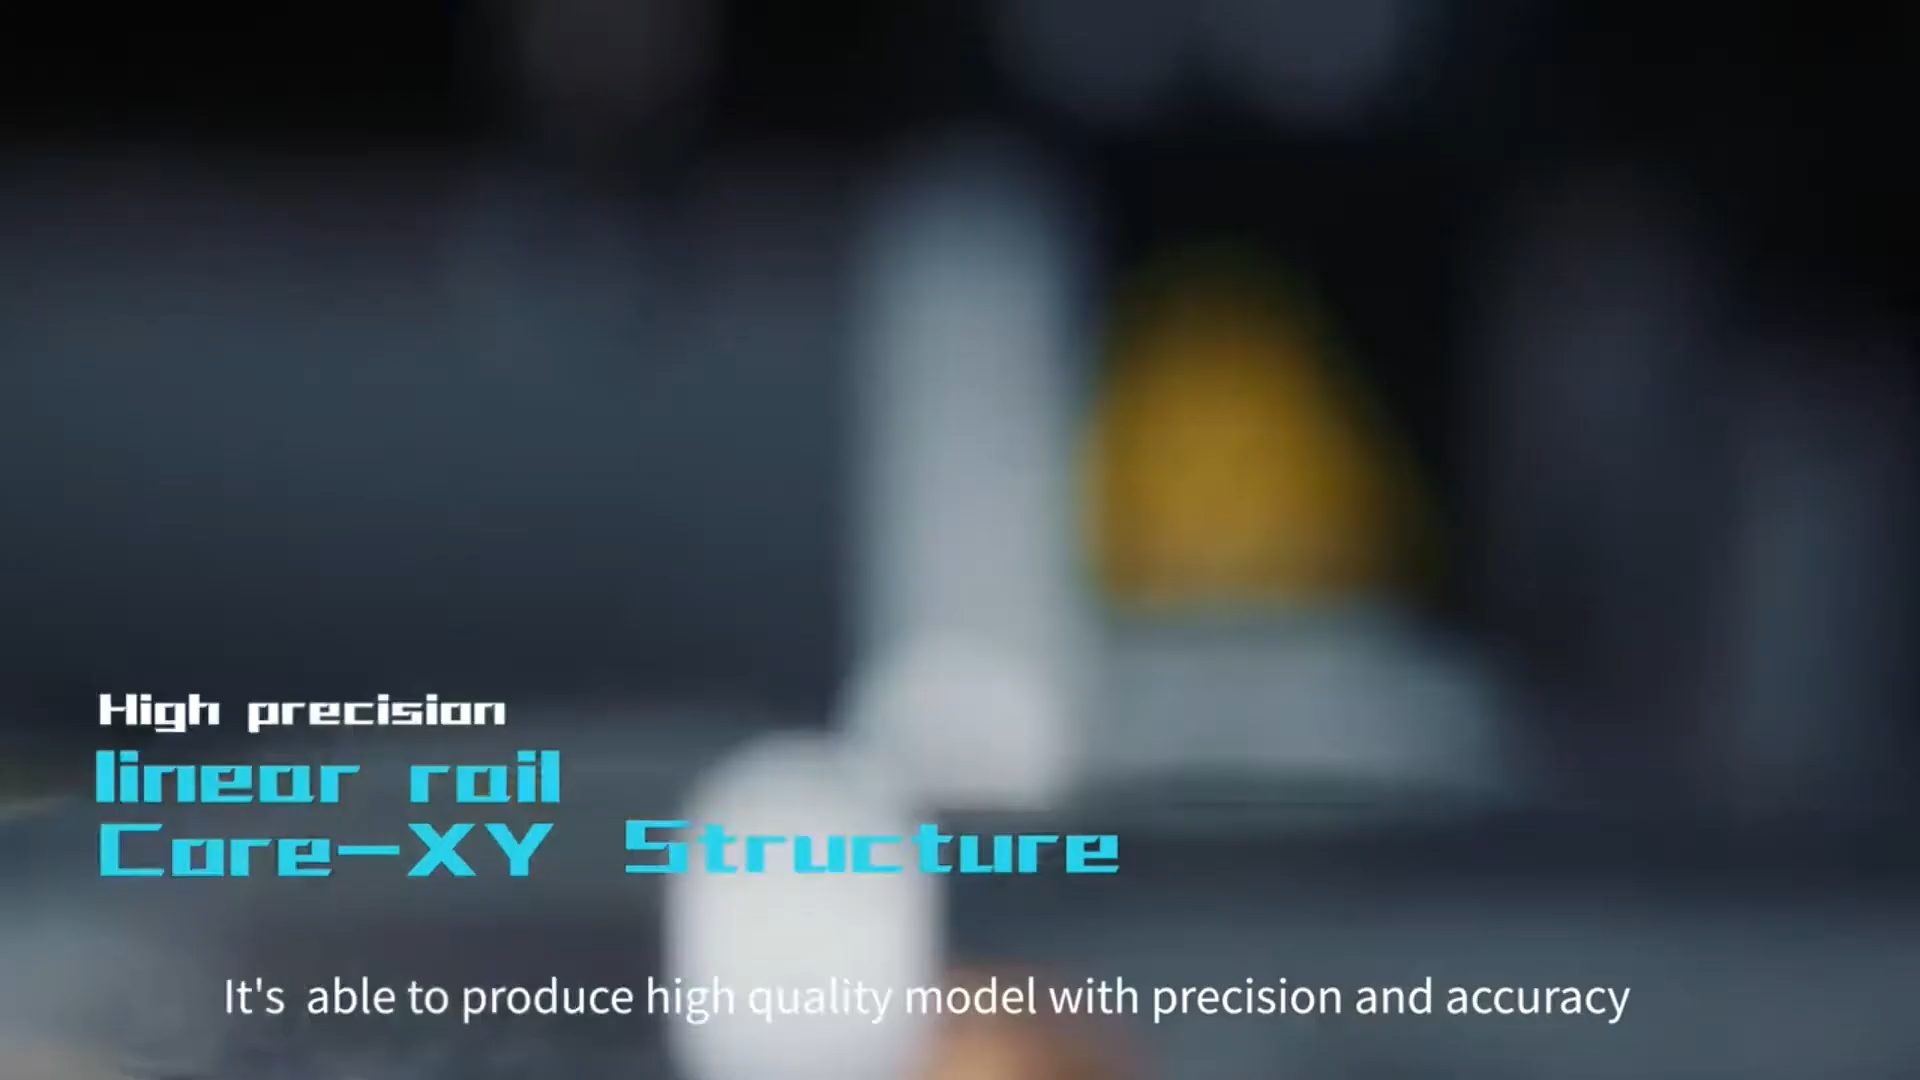 High precision
linear rail
Core-XY Structure
It's able to produce high quality model with precision and accuracy